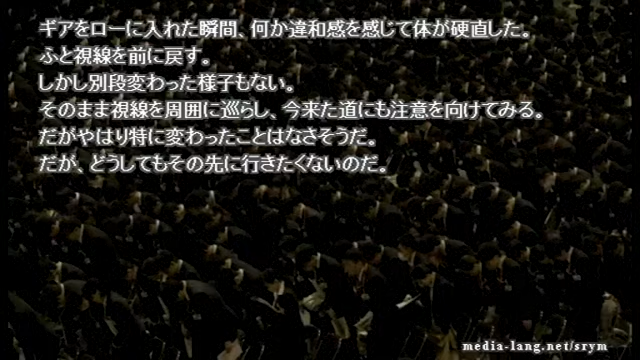 ギアをローに入れた瞬間、何か違和感を感じて体が硬直した。
ふと視線を前に戻す。
しかし別段変わった様子もない。
そのまま視線を周囲に巡らし、今来た道にも注意を向けてみる。
だがやはり特に変わったことはなさそうだ。
だが、どうしてもその先に行きたくないのだ。
media-lang.net/srym